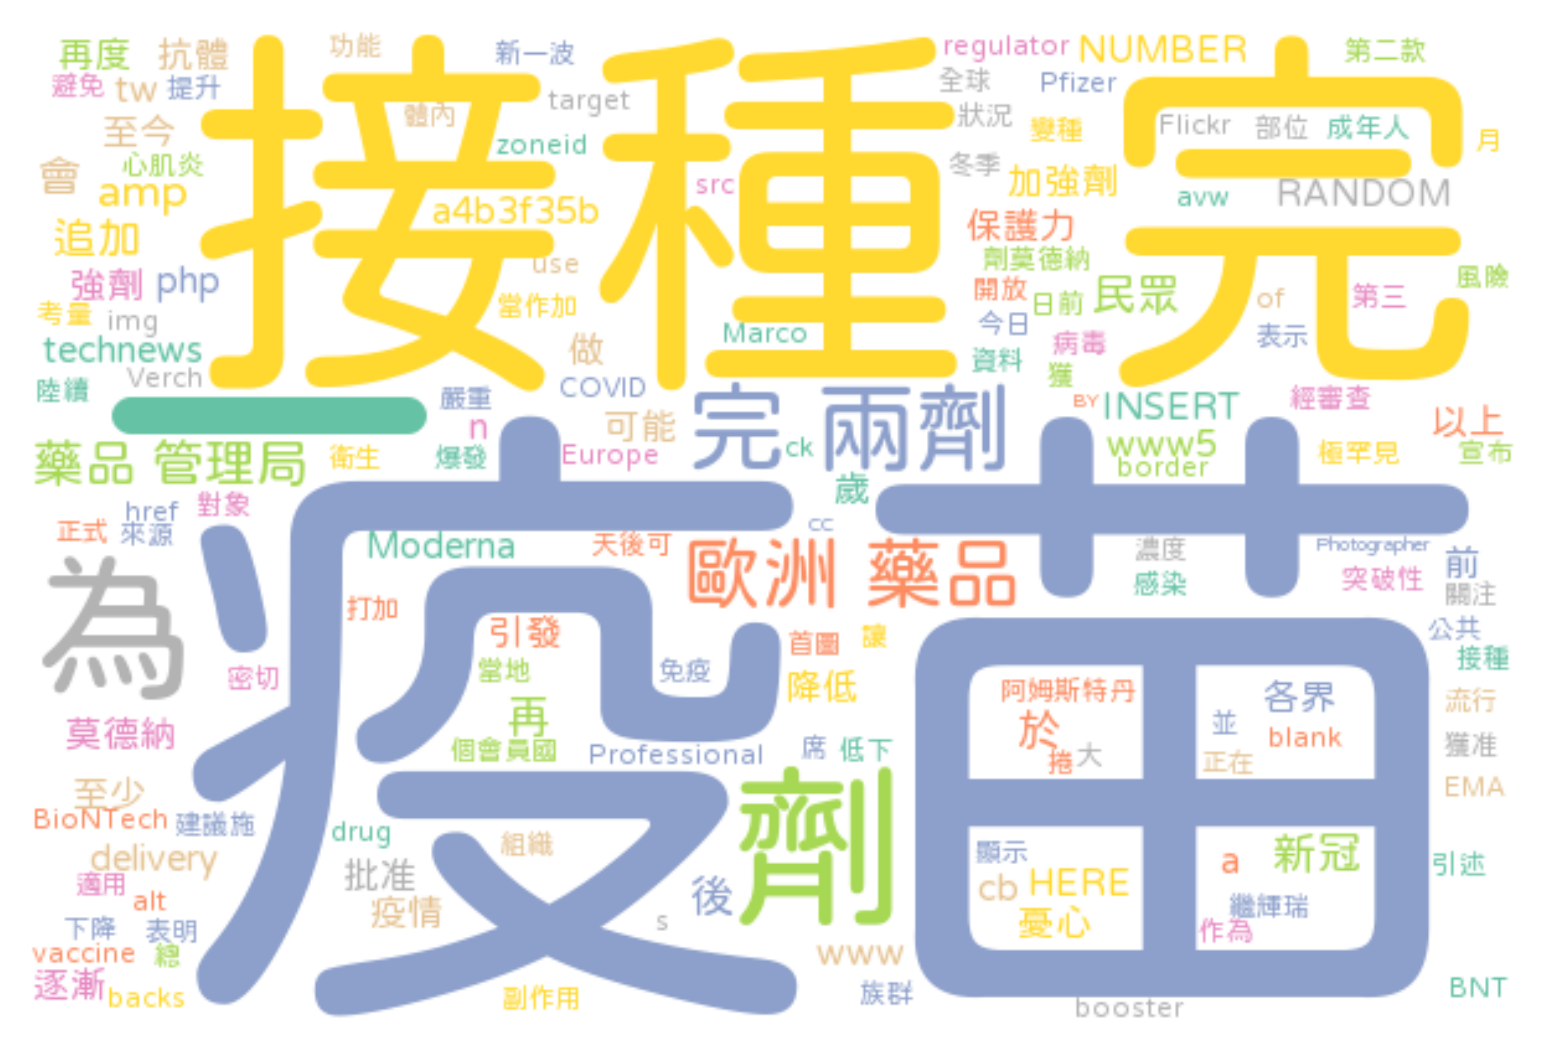 再度 抗體 功能 新一波 regulator NUMBER 第二款
避免 tw 提升 接種完 target 全球 Pfizer
至今 體內 zoneid 狀況 變種 Flickr 部位 成年人 月
會 心肌炎 amp a4b3f35b src 冬季 加強劑 avw RANDOM
追加 use 保護力 劑莫德納
強劑 php 當作加 開放 日前 民眾 of 第三 風險
考量 img Marco 今日 表示
technews 做 資料 病毒
陸續 Verch 嚴重 COVID 獲 BY INSERT 經審查 以上
一 n 可能 完 兩劑 www5
藥品 管理局 衛生 爆發 Europe ck border 極罕見 宣布
href 對象 歲
正式 來源 Moderna 天後可 cc 濃度 Photographer 前
為 疫苗 歐洲 藥品 感染 突破性 關注
打加 引發 首圖 讓 公共
密切 當地 免疫 降低 阿姆斯特丹 各界 接種
莫德納 再 於 並 blank 流行
個會員國 Professional 席 低下 捲 大 正在 獲准
至少 劑 EMA
BioNTech 建議施 drug 組織 顯示 a 新冠 引述
delivery 批准 cb HERE
適用 alt 疫情 後 憂心 繼輝瑞
下降 表明 s 作為
vaccine 總 www
逐漸 backs 副作用 族群 booster BNT